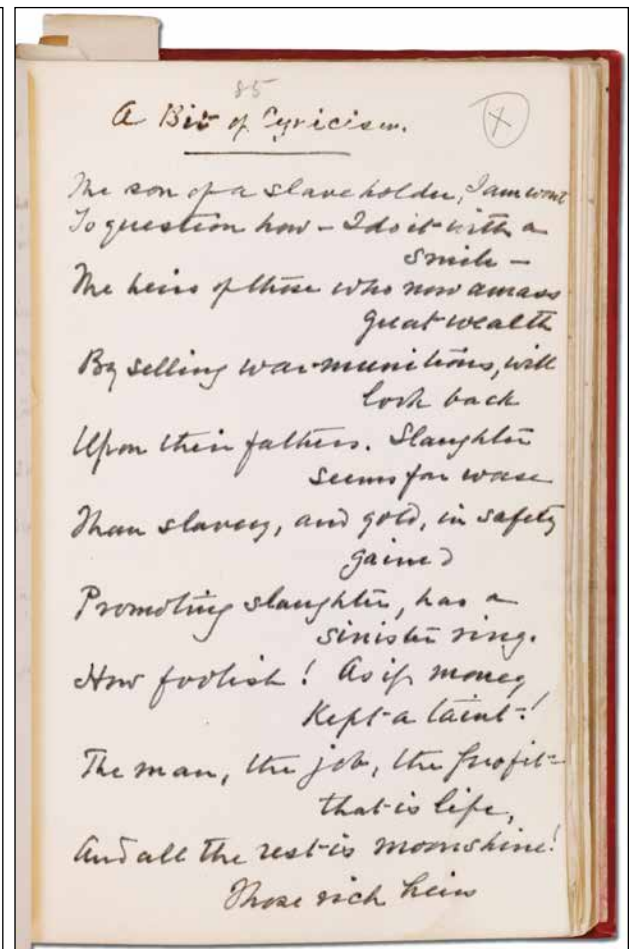 85
A Bit of Cynicism.
X
The son of a slave holder, I am wont
To question how – I do it with a
smile –
The heirs of those who now amass
great wealth
By selling war munitions, will
look back
Upon their fathers. Slaughter
seems far worse
Than slavery, and gold, in safety
gained
Promoting slaughter, has a
sinister ring.
How foolish! As if money
Kept a taint!
The man, the job, the profit –
that is life,
And all the rest is moonshine!
Those rich heirs